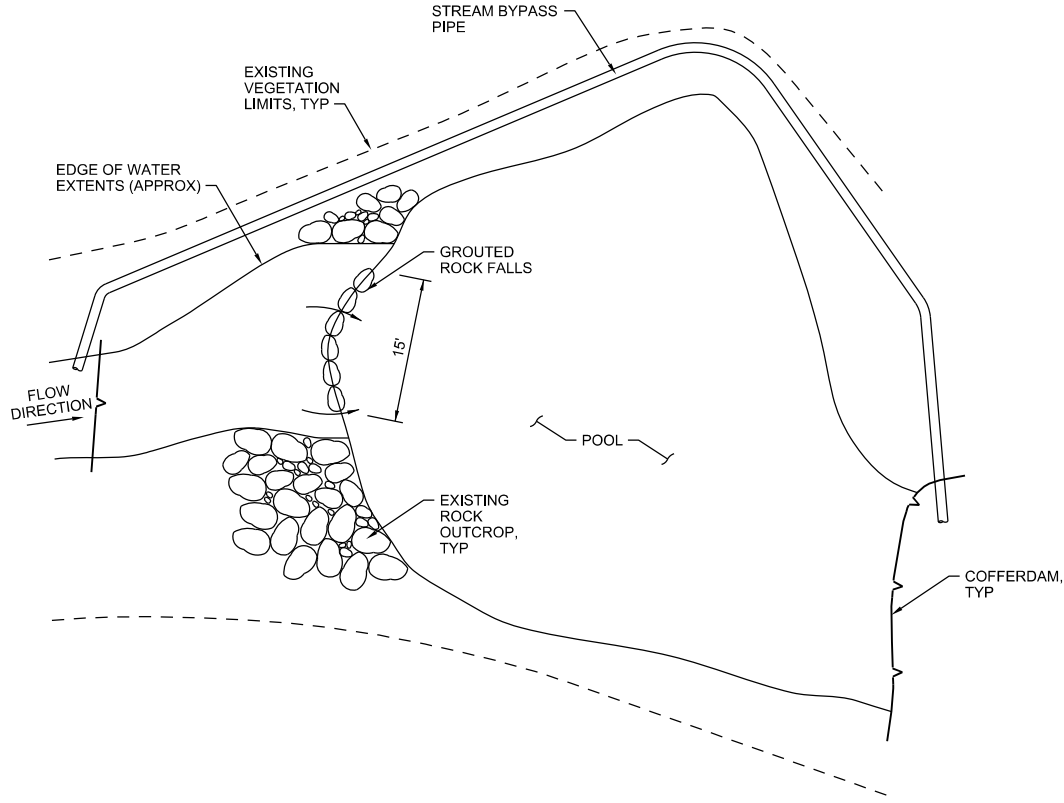 STREAM BYPASS
PIPE
EXISTING
VEGETATION
LIMITS, TYP
EDGE OF WATER
EXTENTS (APPROX)
GROUTED
ROCK FALLS
15'
FLOW
DIRECTION
POOL
EXISTING
ROCK
OUTCROP,
TYP
COFFERDAM,
TYP